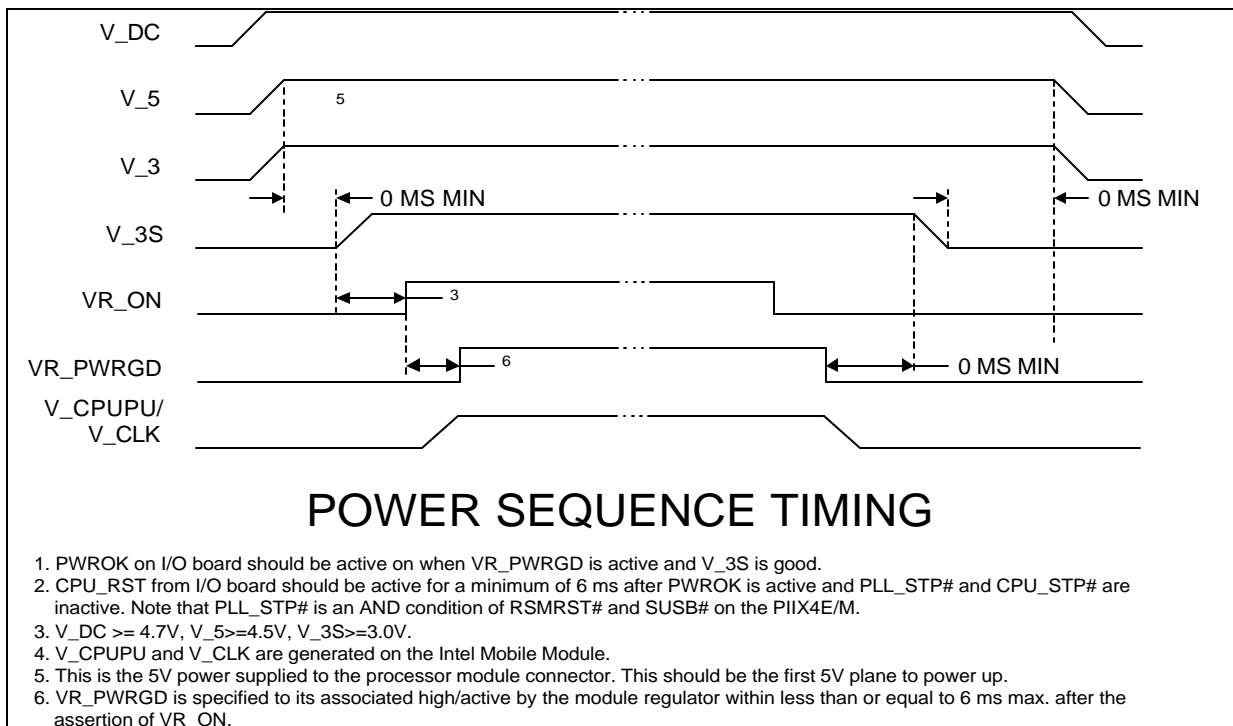 V_DC
V_5
5
V_3
0 MS MIN
0 MS MIN
V_3S
VR_ON
3
VR_PWRGD
6
0 MS MIN
V_CPUPU/
V_CLK
POWER SEQUENCE TIMING
1. PWROK on I/O board should be active on when VR_PWRGD is active and V_3S is good.
2. CPU_RST from I/O board should be active for a minimum of 6 ms after PWROK is active and PLL_STP# and CPU_STP# are
inactive. Note that PLL_STP# is an AND condition of RSMRST# and SUSB# on the PIIX4E/M.
3. V_DC >= 4.7V, V_5>=4.5V, V_3S>=3.0V.
4. V_CPUPU and V_CLK are generated on the Intel Mobile Module.
5. This is the 5V power supplied to the processor module connector. This should be the first 5V plane to power up.
6. VR_PWRGD is specified to its associated high/active by the module regulator within less than or equal to 6 ms max. after the
assertion of VR_ON.